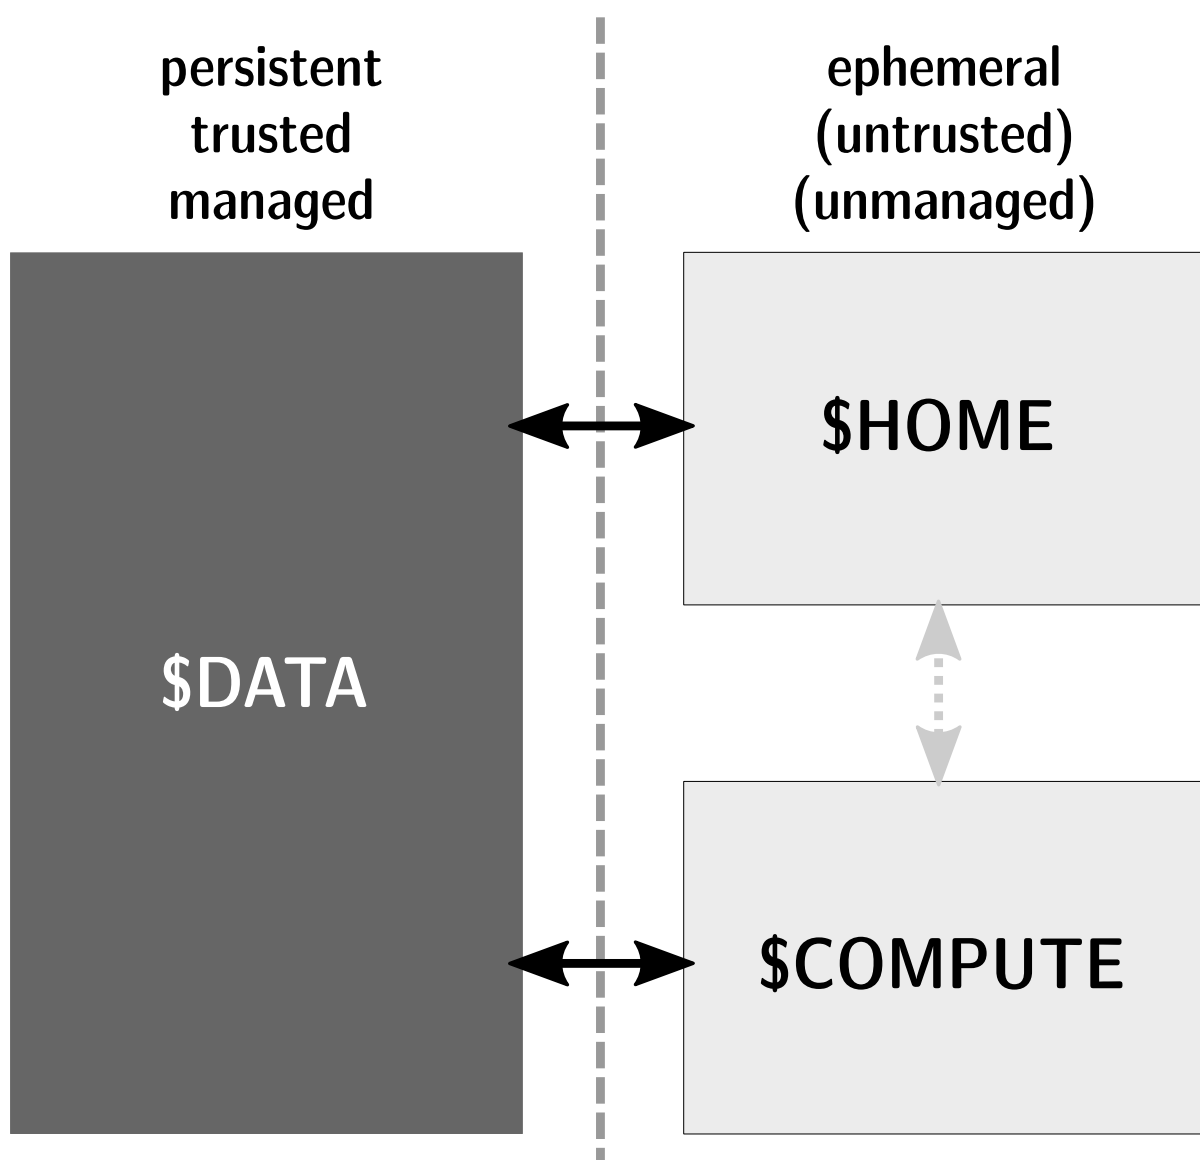 persistent
trusted
managed
ephemeral
(untrusted)
(unmanaged)
$HOME
$DATA
$COMPUTE